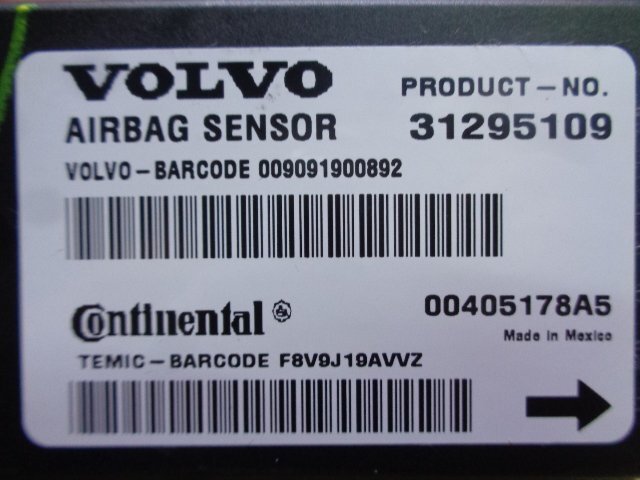 VOLVO
PRODUCT-NO.
AIRBAG SENSOR
31295109
VOLVO-BARCODE 009091900892
Continental
00405178A5
Made in Mexico
TEMIC-BARCODE F8V9J19AVVZ